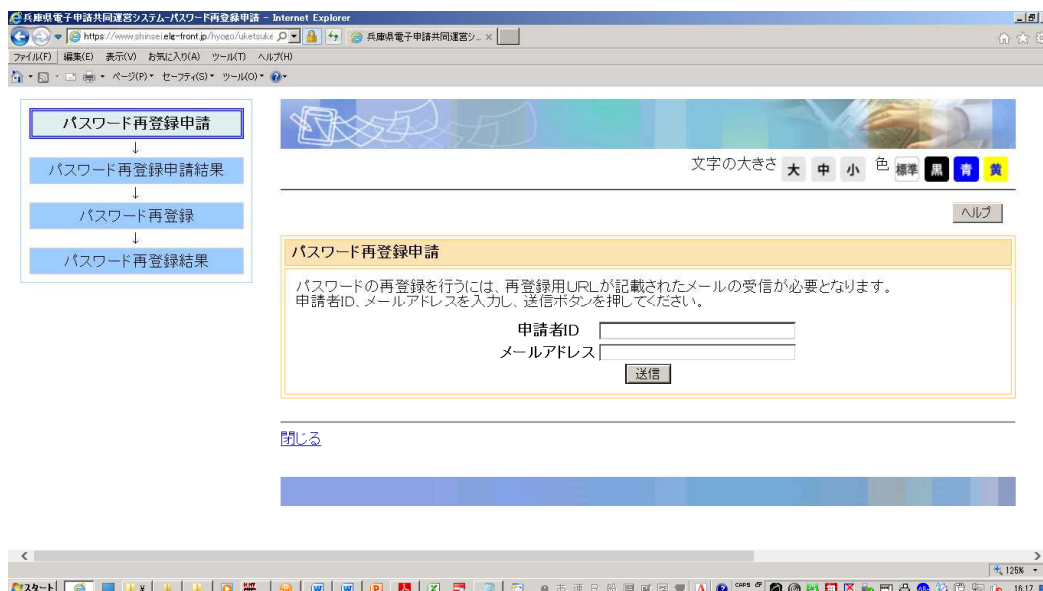 兵庫県電子申請共同運営システム-パスワード再登録申請 - Internet Explorer
https://www.shinsei.elg-front.jp/hyogo/uketsuke
兵庫県電子申請共同運営シ...
ファイル(F) 編集(E) 表示(V) お気に入り(A) ツール(T) ヘルプ(H)
ページ(P) セーフティ(S) ツール(O)
パスワード再登録申請
↓
パスワード再登録申請結果
↓
パスワード再登録
↓
パスワード再登録結果
文字の大きさ 大 中 小 色 標準 黒 青 黄
ヘルプ
パスワード再登録申請
パスワードの再登録を行うには、再登録用URLが記載されたメールの受信が必要となります。
申請者ID、メールアドレスを入力し、送信ボタンを押してください。
申請者ID
メールアドレス
送信
閉じる
125%
スタート
CAPS
16:17